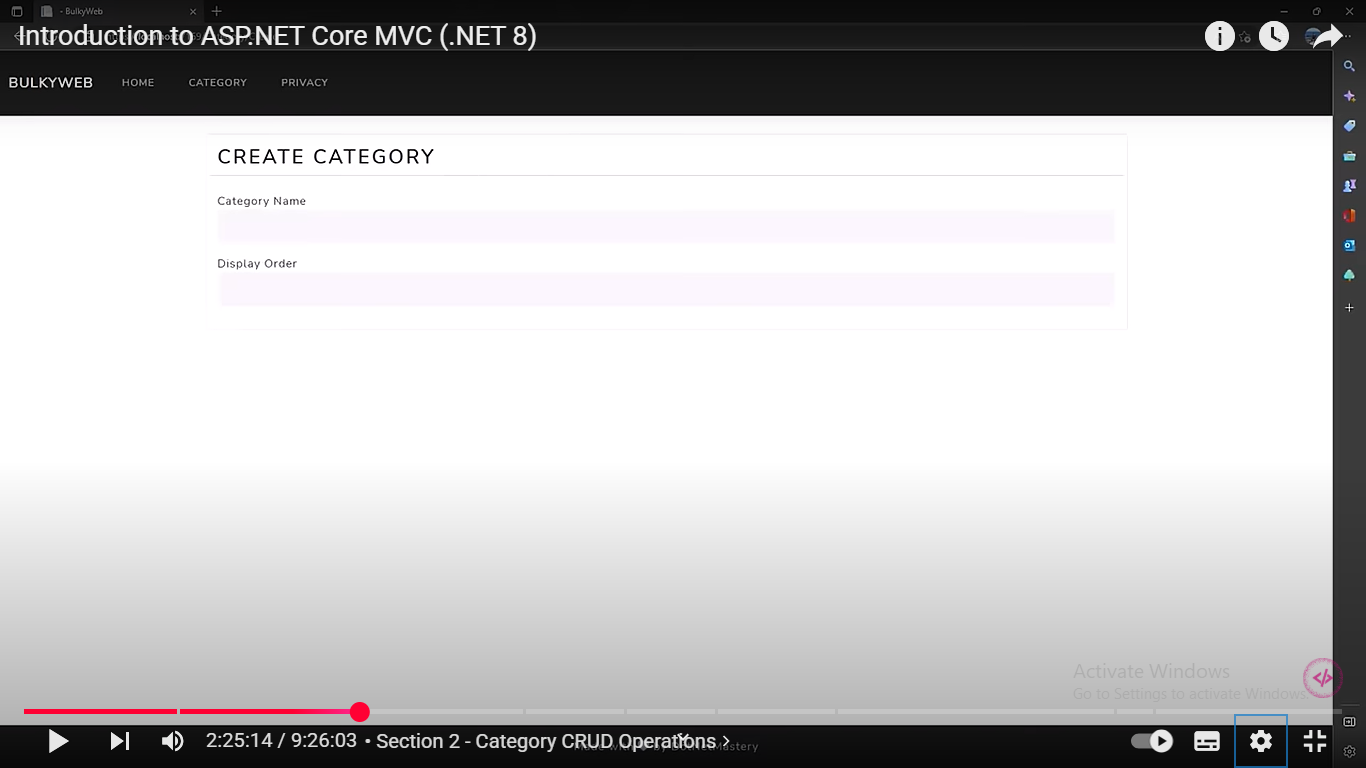 - BulkyWeb
Introduction to ASP.NET Core MVC (.NET 8)
BULKYWEB HOME CATEGORY PRIVACY
CREATE CATEGORY
Category Name
Display Order
Activate Windows
Go to Settings to activate Windows.
2:25:14 / 9:26:03 • Section 2 - Category CRUD Operations
by DotNetMastery